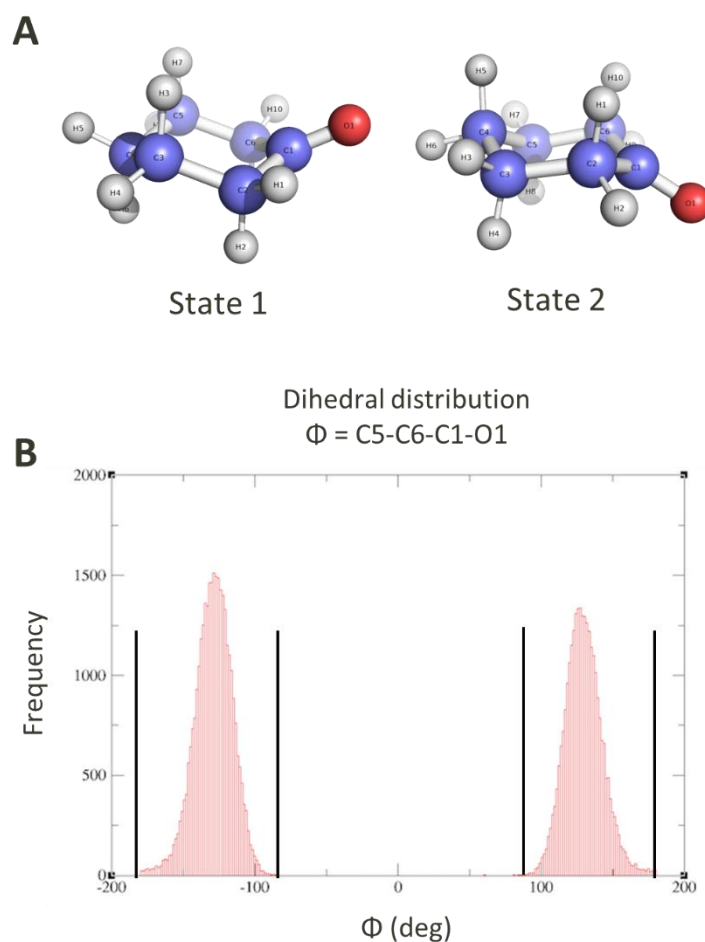 A
H7
H3
C5
H10
O1
H5
C6
C1
C3
H4
C2
H1
H2
H5
H10
H1
H7
C4
C6
H6
C5
H3
C2
C1
C3
H8
H2
O1
H4
State 1
State 2
Dihedral distribution
Φ = C5-C6-C1-O1
B
2000
1500
1000
500
0
Frequency
-200
-100
0
100
200
Φ (deg)